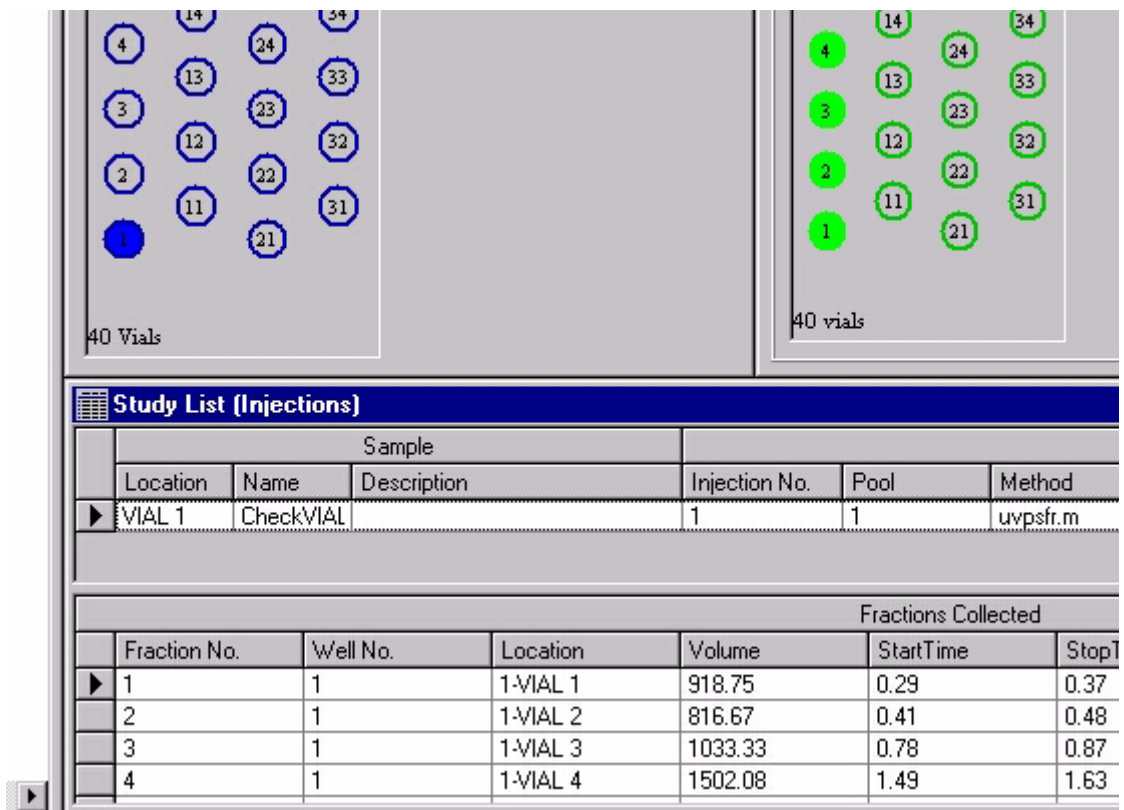 14 34
4 24
13 33
3 23
12 32
2 22
11 31
1 21
40 Vials
14 34
4 24
13 33
3 23
12 32
2 22
11 31
1 21
40 vials
Study List (Injections)
Sample
Location Name Description Injection No. Pool Method
VIAL 1 CheckVIAL 1 1 uvpsfr.m
Fractions Collected
Fraction No. Well No. Location Volume StartTime StopT
1 1 1-VIAL 1 918.75 0.29 0.37
2 1 1-VIAL 2 816.67 0.41 0.48
3 1 1-VIAL 3 1033.33 0.78 0.87
4 1 1-VIAL 4 1502.08 1.49 1.63